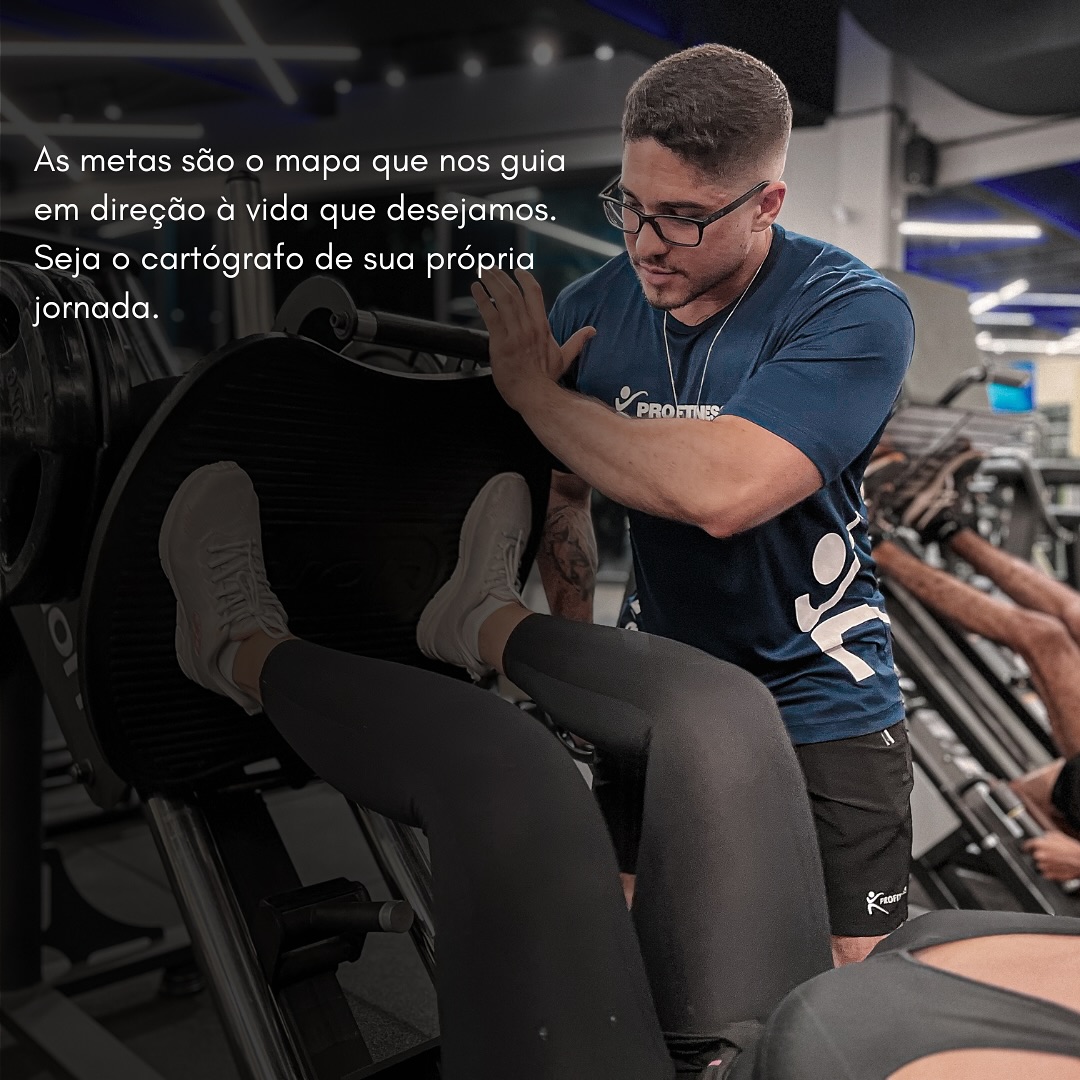 As metas são o mapa que nos guia
em direção à vida que desejamos.
Seja o cartógrafo de sua própria
jornada.
PROFITNESS